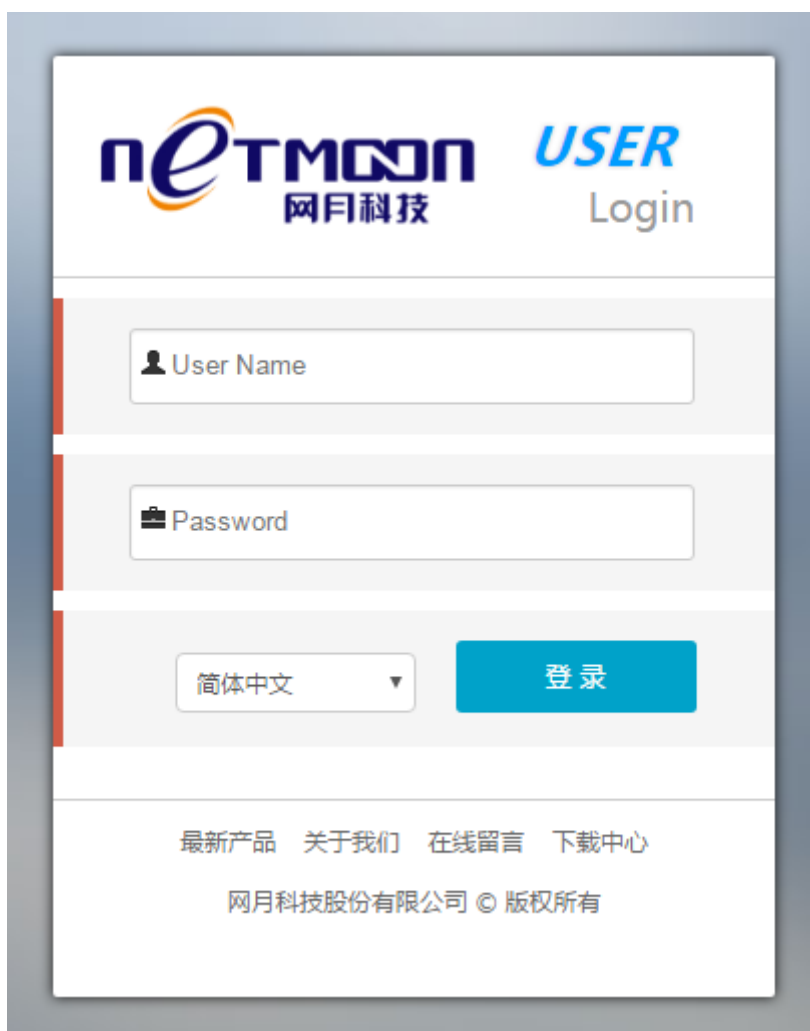 netmoon USER
网月科技 Login
User Name
Password
简体中文 登录
最新产品 关于我们 在线留言 下载中心
网月科技股份有限公司 © 版权所有